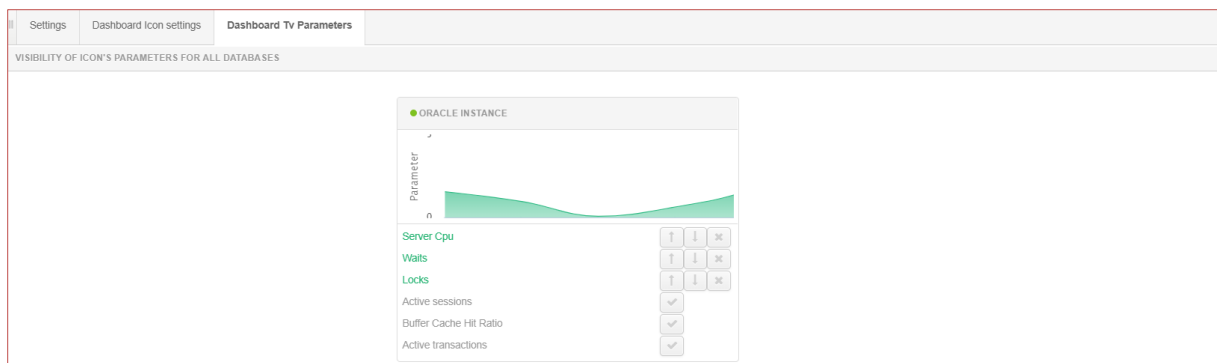 Settings
Dashboard Icon settings
Dashboard Tv Parameters
VISIBILITY OF ICON'S PARAMETERS FOR ALL DATABASES
ORACLE INSTANCE
Parameter
0
Server Cpu
Waits
Locks
Active sessions
Buffer Cache Hit Ratio
Active transactions